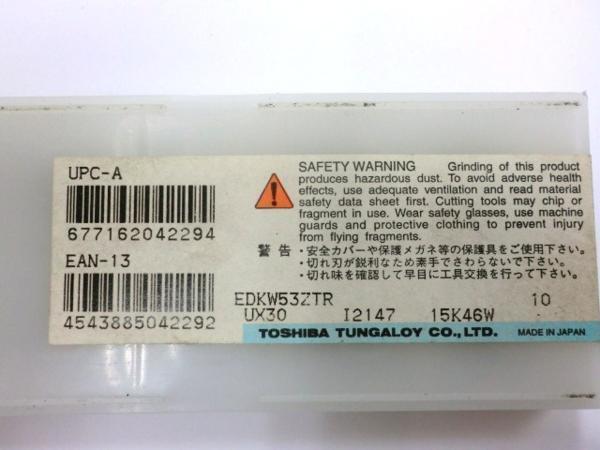 UPC-A
677162042294
EAN-13
4543885042292
SAFETY WARNING Grinding of this product
produces hazardous dust. To avoid adverse health
effects, use adequate ventilation and read material
safety data sheet first. Cutting tools may chip or
fragment in use. Wear safety glasses, use machine
guards and protective clothing to prevent injury
from flying fragments.
警告 ・安全カバーや保護メガネ等の保護具をご使用下さい。
・切れ刃が鋭利なため素手でさわらないで下さい。
・切れ味を確認して早目に工具交換を行って下さい。
EDKW53ZTR 10
UX30 I2147 15K46W
TOSHIBA TUNGALOY CO., LTD. MADE IN JAPAN